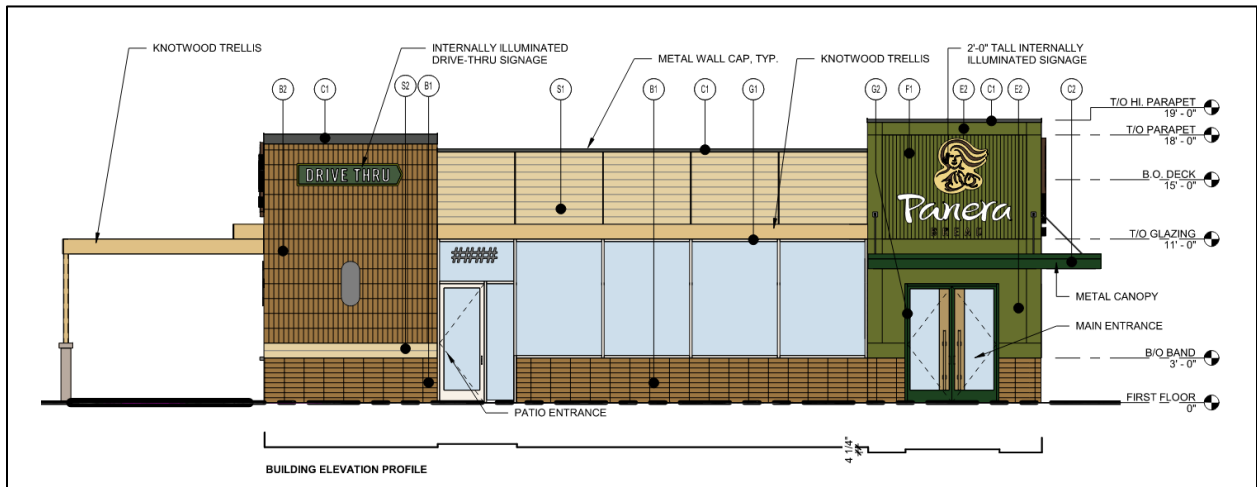 KNOTWOOD TRELLIS
INTERNALLY ILLUMINATED
DRIVE-THRU SIGNAGE
METAL WALL CAP, TYP.
KNOTWOOD TRELLIS
2'-0" TALL INTERNALLY
ILLUMINATED SIGNAGE
B2
C1
S2
B1
S1
B1
C1
G1
G2
F1
E2
C1
E2
C2
T/O HI. PARAPET
19' - 0"
T/O PARAPET
18' - 0"
B.O. DECK
15' - 0"
T/O GLAZING
11' - 0"
B/O BAND
3' - 0"
FIRST FLOOR
0"
DRIVE THRU
Panera
BREAD
######
METAL CANOPY
MAIN ENTRANCE
PATIO ENTRANCE
4 1/4"
BUILDING ELEVATION PROFILE